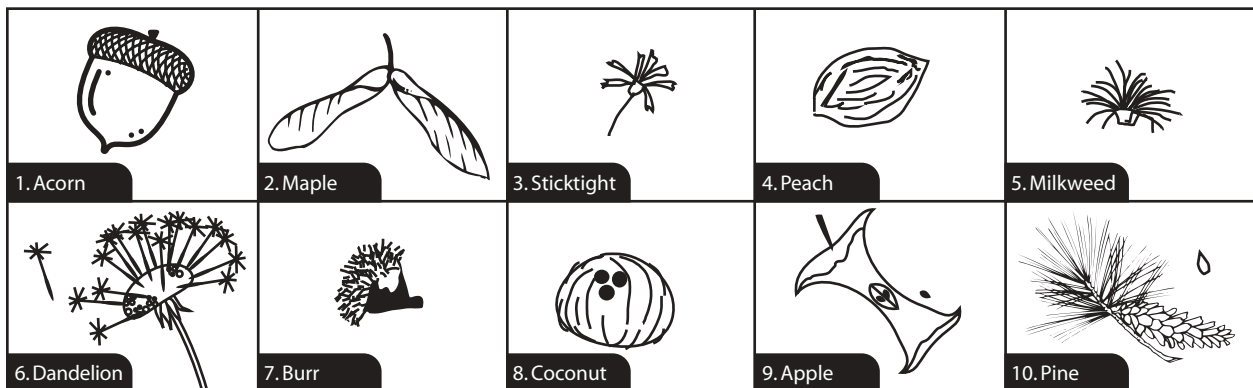 1. Acorn
2. Maple
3. Sticktight
4. Peach
5. Milkweed
6. Dandelion
7. Burr
8. Coconut
9. Apple
10. Pine